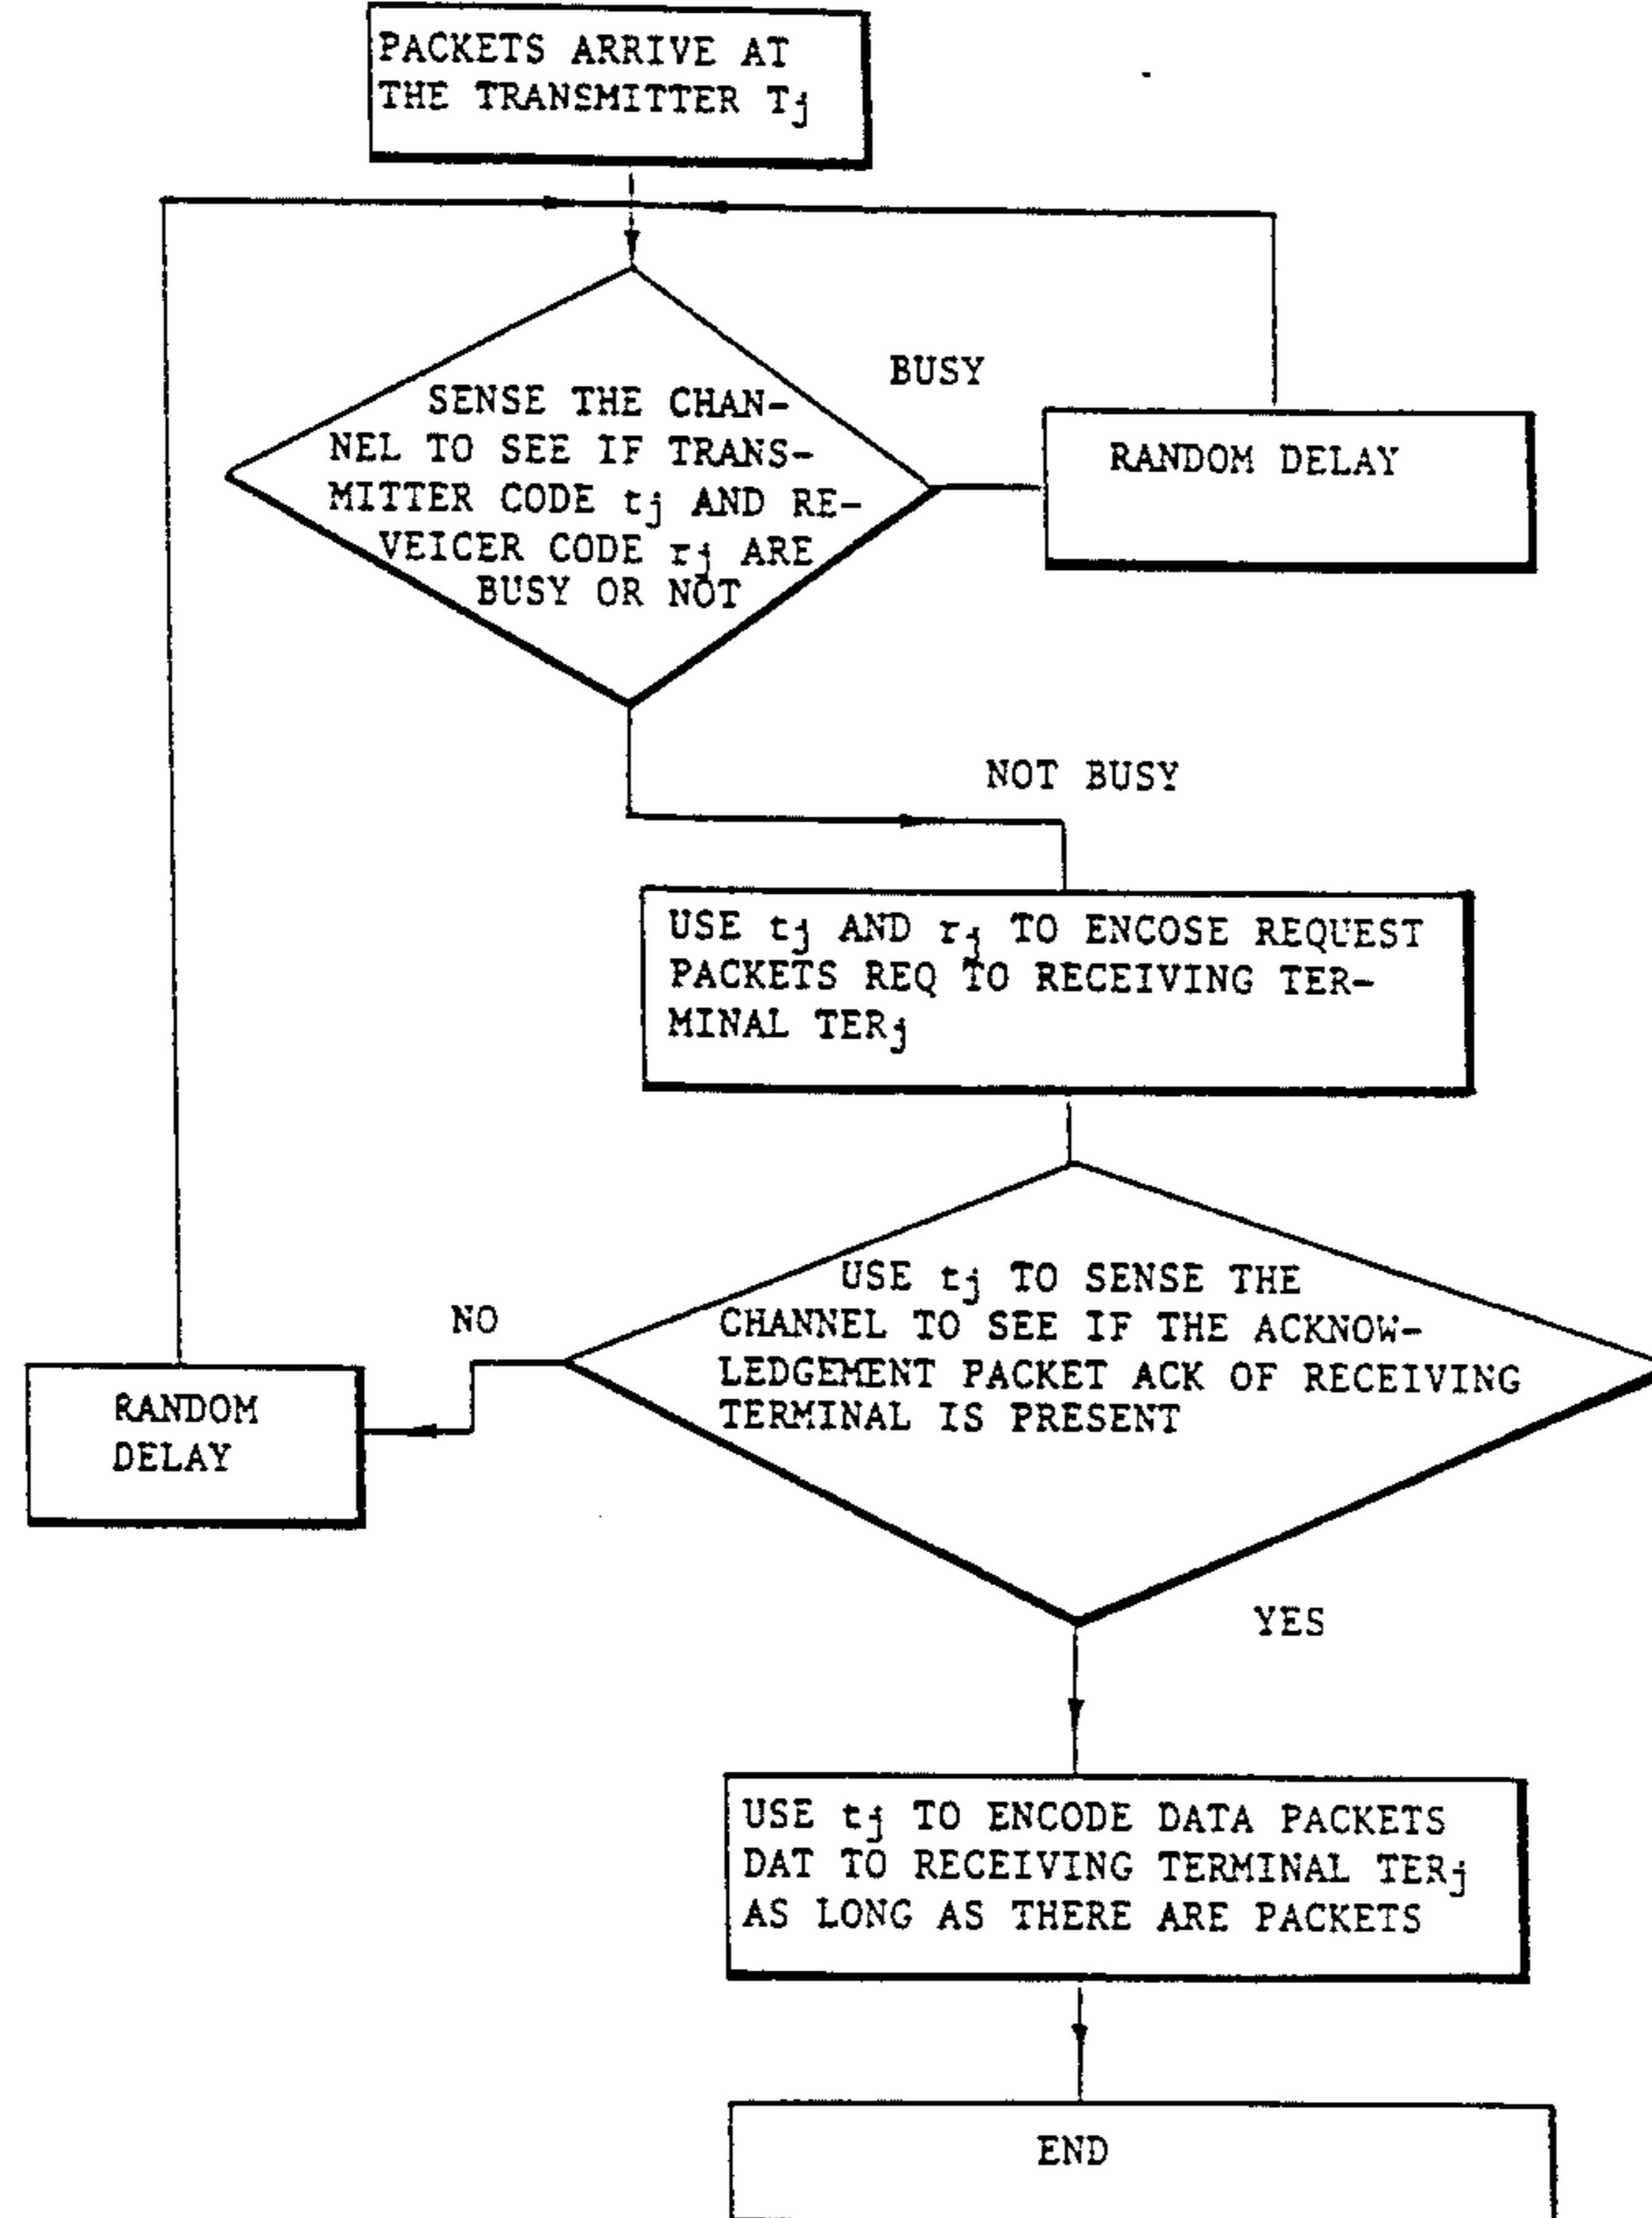 PACKETS ARRIVE AT
THE TRANSMITTER Tj
BUSY
SENSE THE CHAN-
NEL TO SEE IF TRANS-
MITTER CODE tj AND RE-
VEICER CODE rj ARE
BUSY OR NOT
RANDOM DELAY
NOT BUSY
USE tj AND rj TO ENCOSE REQUEST
PACKETS REQ TO RECEIVING TER-
MINAL TERj
NO
USE tj TO SENSE THE
CHANNEL TO SEE IF THE ACKNOW-
LEDGEMENT PACKET ACK OF RECEIVING
TERMINAL IS PRESENT
RANDOM
DELAY
YES
USE tj TO ENCODE DATA PACKETS
DAT TO RECEIVING TERMINAL TERj
AS LONG AS THERE ARE PACKETS
END